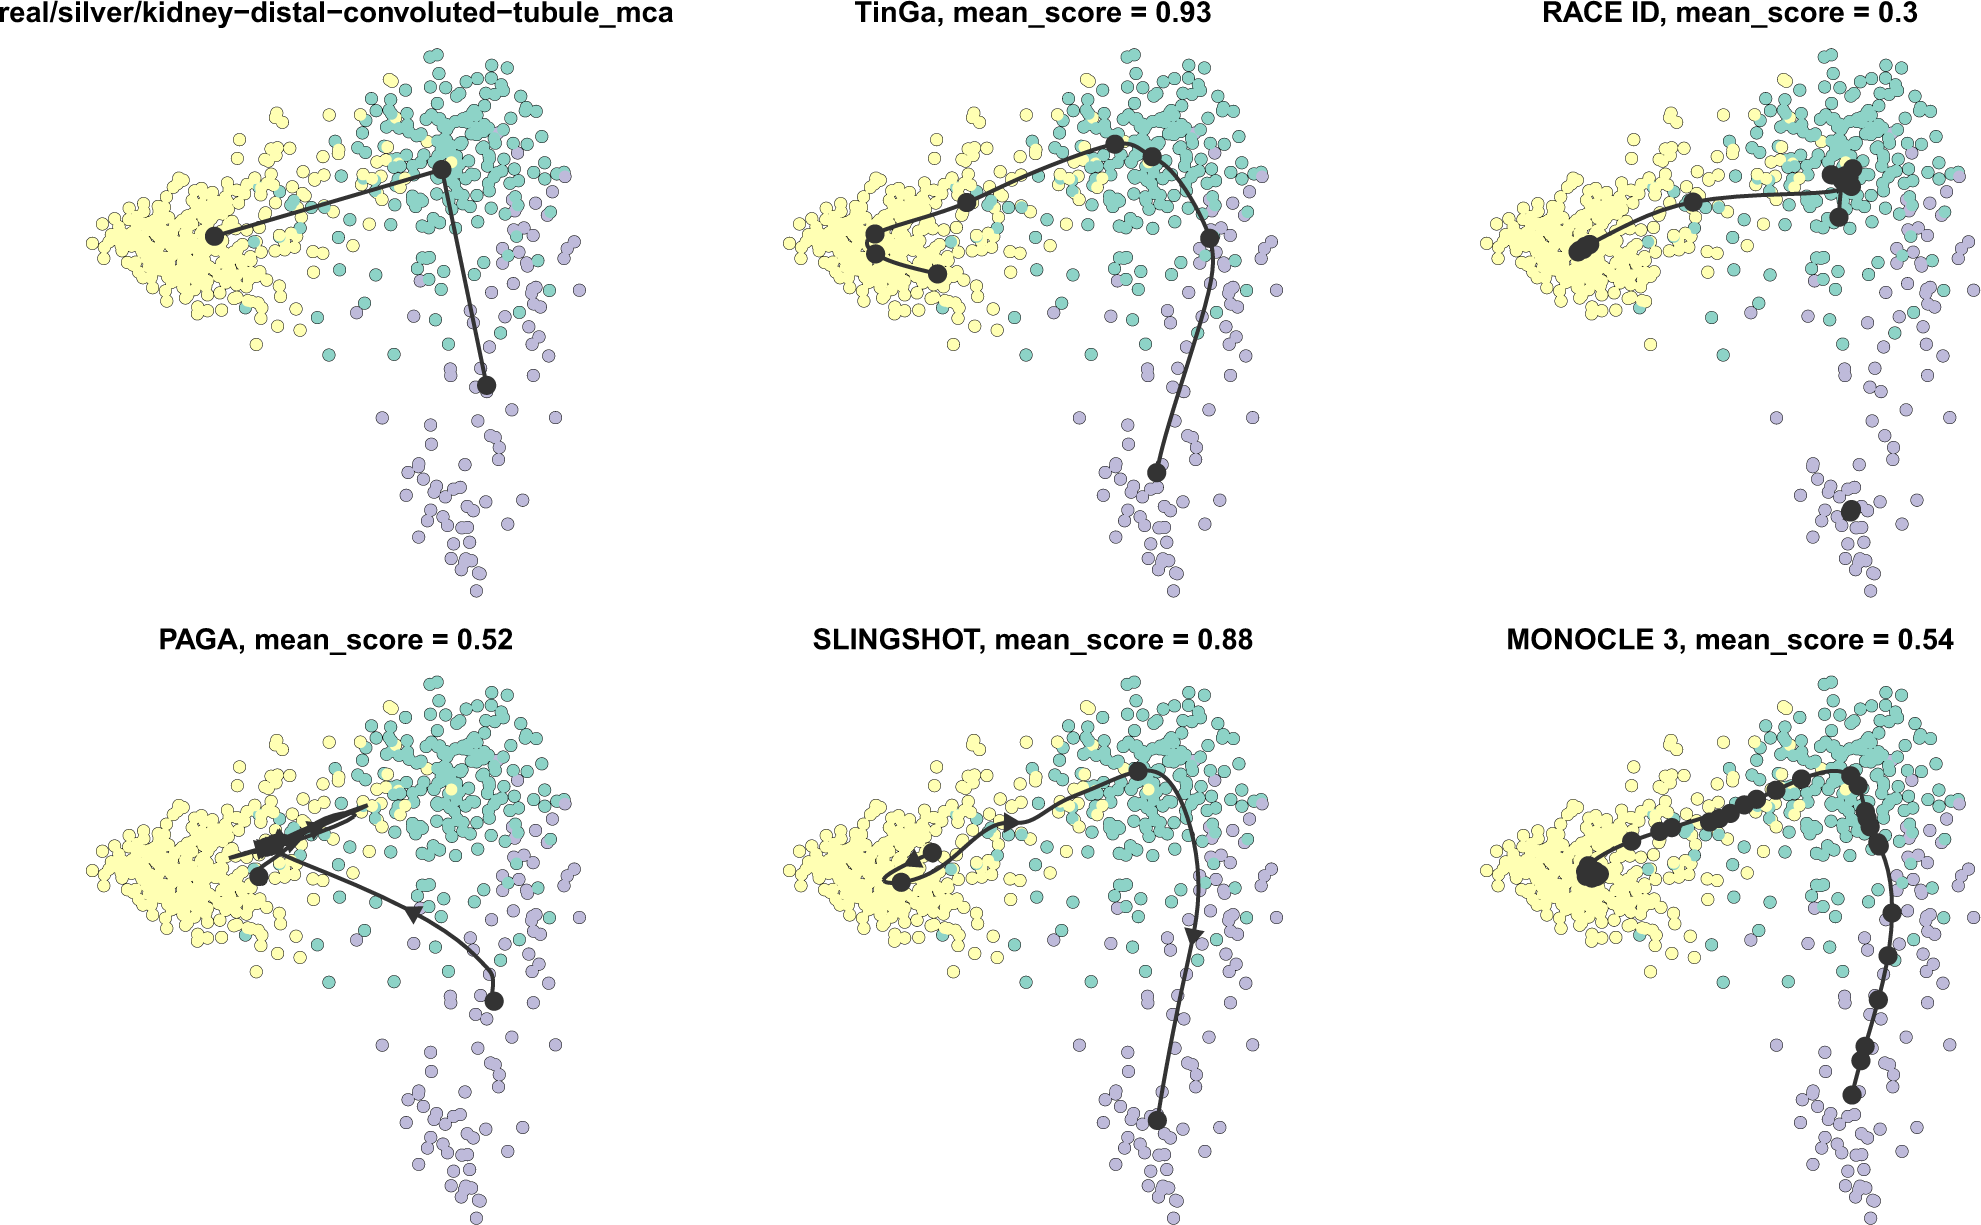 real/silver/kidney−distal−convoluted−tubule_mca
TinGa, mean_score = 0.93
RACE ID, mean_score = 0.3
PAGA, mean_score = 0.52
SLINGSHOT, mean_score = 0.88
MONOCLE 3, mean_score = 0.54